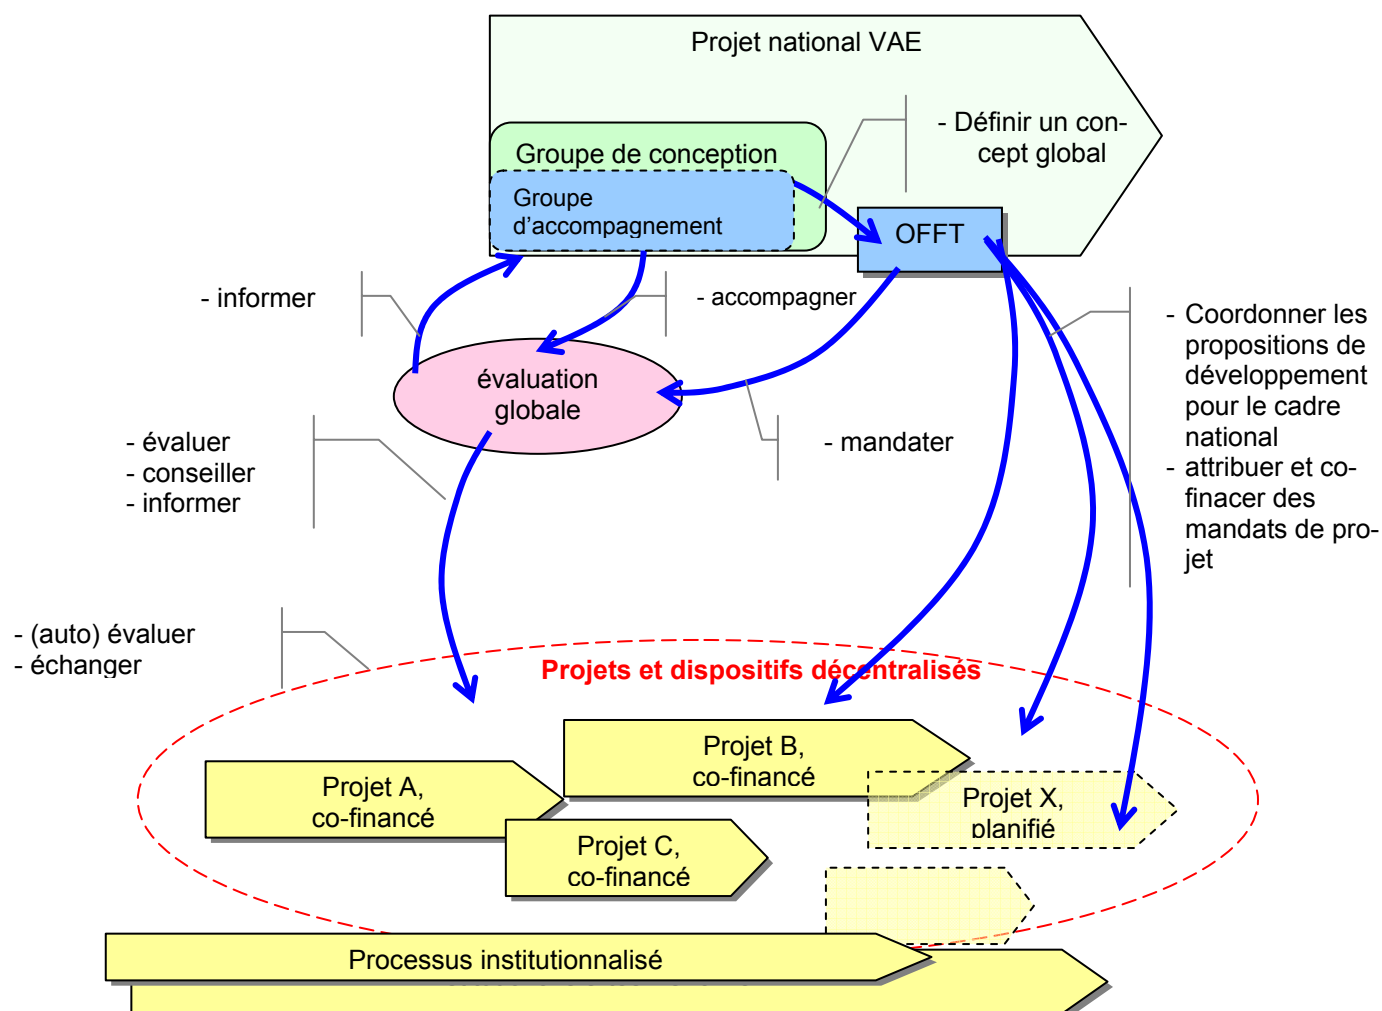 Projet national VAE
- Définir un con-
cept global
Groupe de conception
Groupe
d'accompagnement
OFFT
- informer
- accompagner
- Coordonner les
propositions de
développement
pour le cadre
national
- attribuer et co-
finacer des
mandats de pro-
jet
évaluation
globale
- évaluer
- conseiller
- informer
- mandater
- (auto) évaluer
- échanger
Projets et dispositifs décentralisés
Projet B,
co-financé
Projet A,
co-financé
Projet X,
planifié
Projet C,
co-financé
Processus institutionnalisé